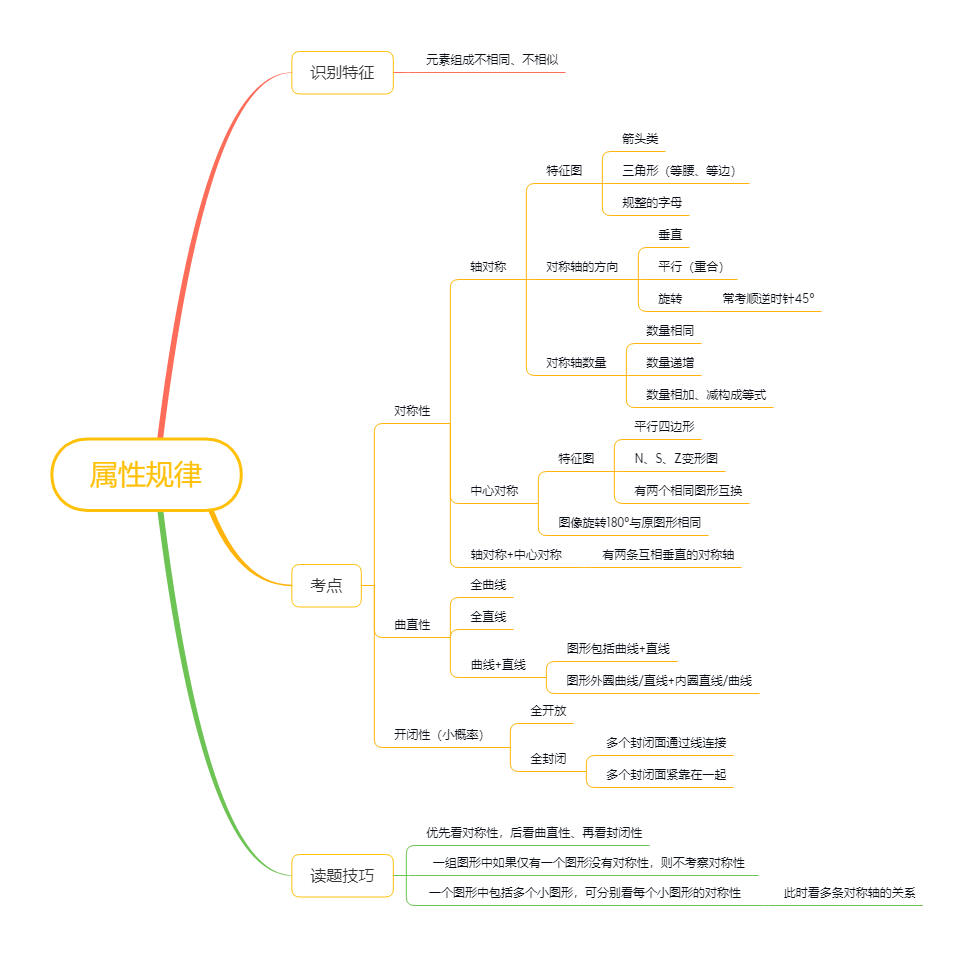 识别特征
元素组成不相同、不相似
箭头类
特征图
三角形（等腰、等边）
规整的字母
垂直
轴对称
对称轴的方向
平行（重合）
旋转
常考顺逆时针45°
数量相同
对称轴数量
数量递增
数量相加、减构成等式
对称性
平行四边形
特征图
N、S、Z变形图
属性规律
中心对称
有两个相同图形互换
图像旋转180°与原图形相同
轴对称+中心对称
有两条互相垂直的对称轴
考点
全曲线
曲直性
全直线
图形包括曲线+直线
曲线+直线
图形外圈曲线/直线+内圈直线/曲线
全开放
开闭性（小概率）
多个封闭面通过线连接
全封闭
多个封闭面紧靠在一起
优先看对称性，后看曲直性、再看封闭性
一组图形中如果仅有一个图形没有对称性，则不考察对称性
读题技巧
一个图形中包括多个小图形，可分别看每个小图形的对称性
此时看多条对称轴的关系